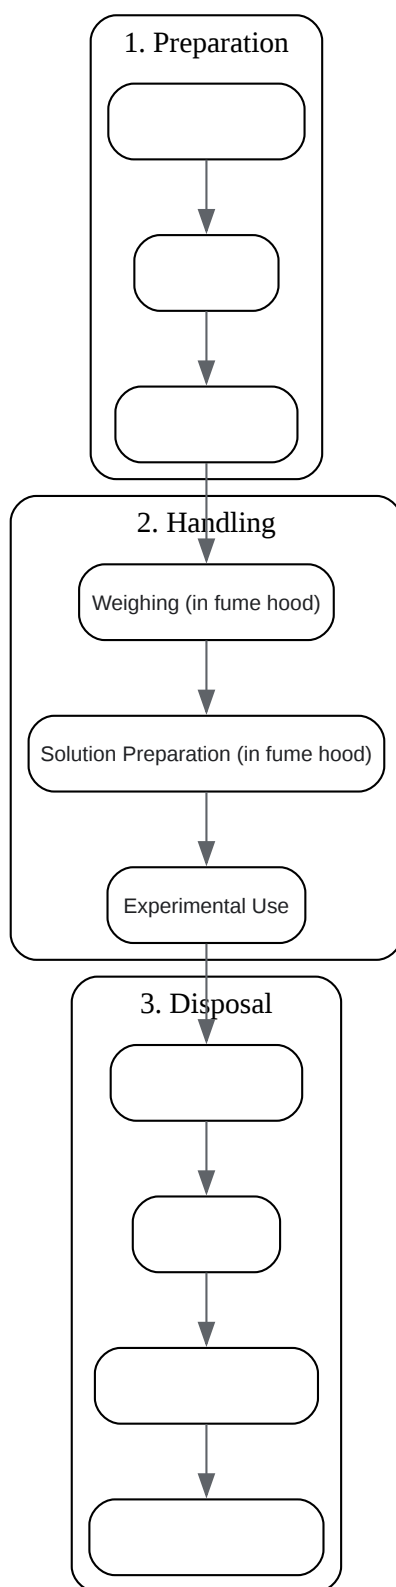 1. Preparation
2. Handling
Weighing (in fume hood)
Solution Preparation (in fume hood)
Experimental Use
3. Disposal